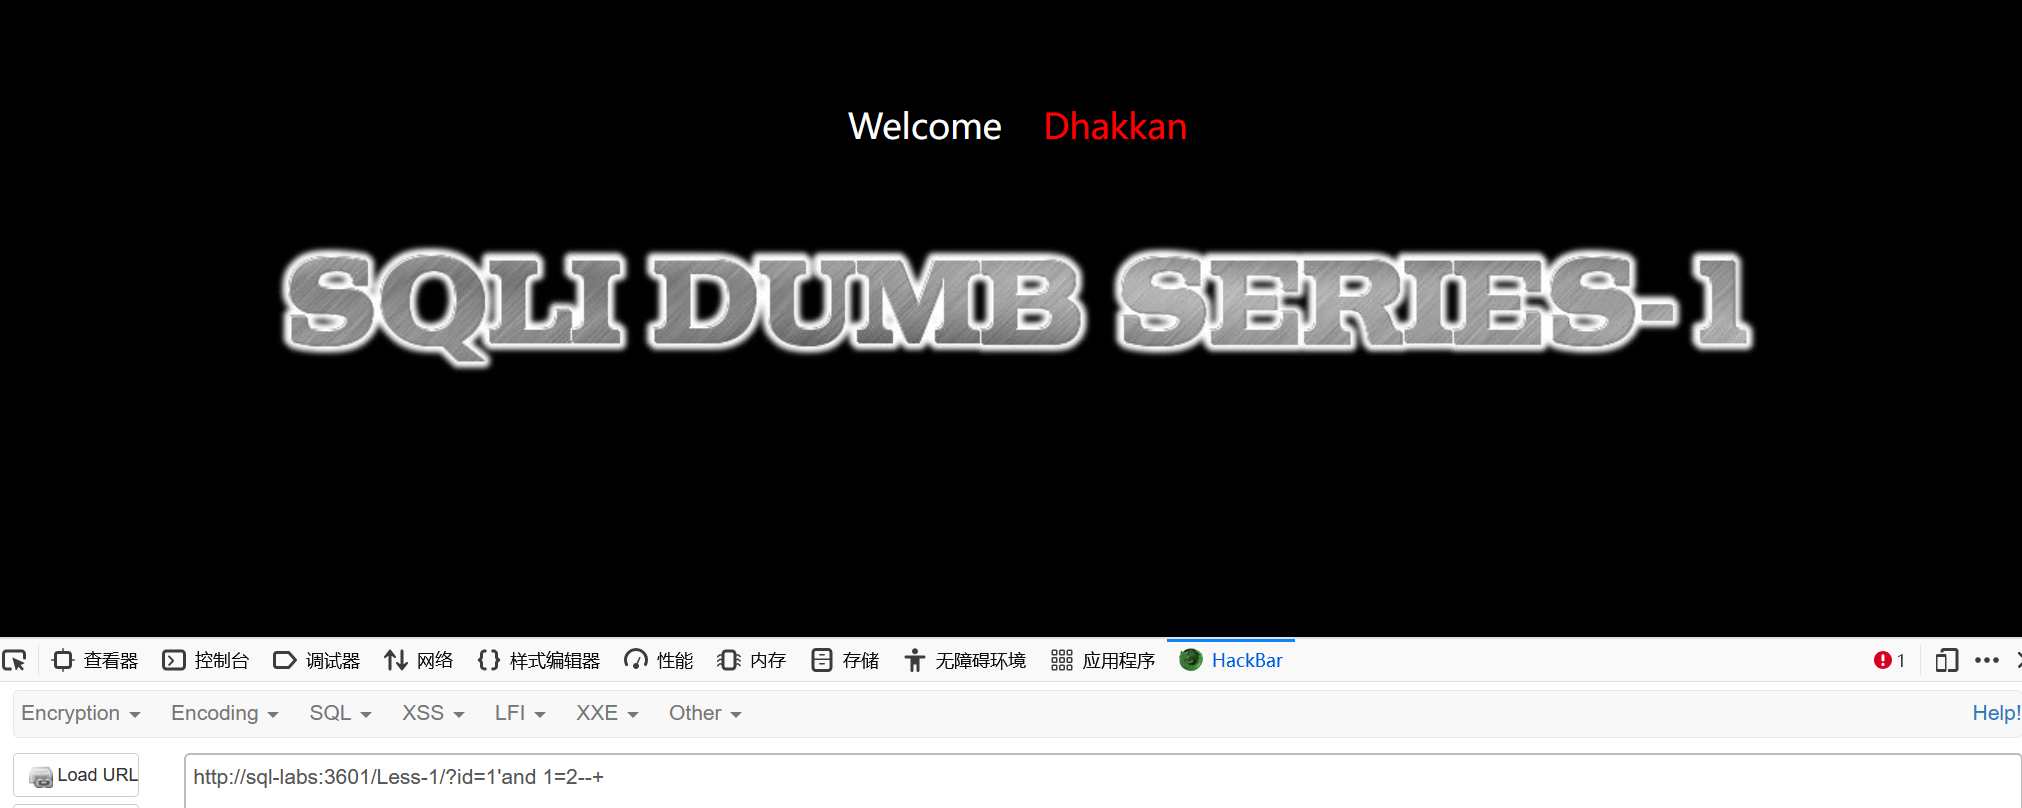 Welcome Dhakkan
SQLI DUMB SERIES-1
查看器 控制台 调试器 网络 样式编辑器 性能 内存 存储 无障碍环境 应用程序 HackBar 1
Encryption Encoding SQL XSS LFI XXE Other Help!
Load URL http://sql-labs:3601/Less-1/?id=1'and 1=2--+